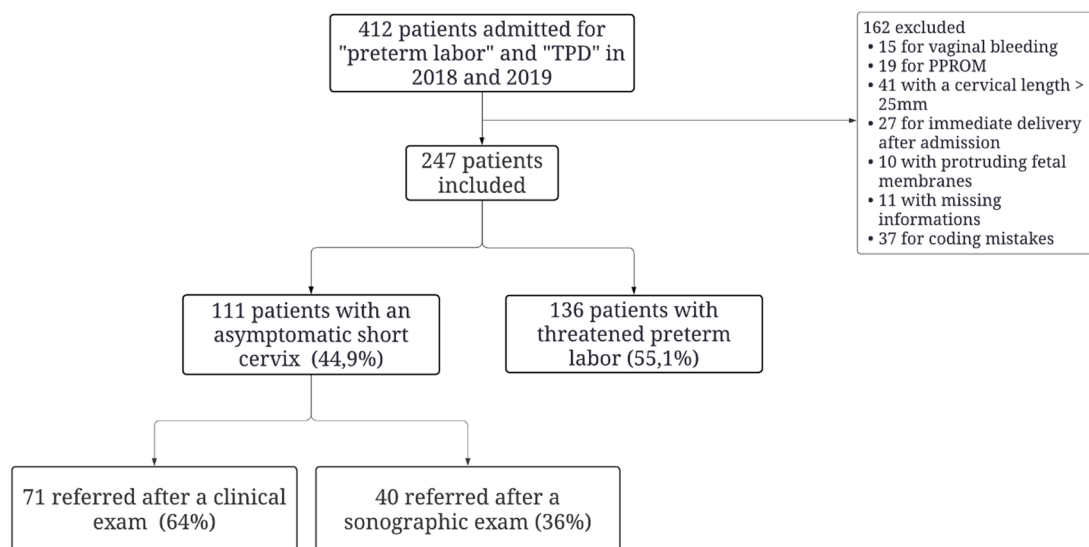 412 patients admitted for
"preterm labor" and "TPD" in
2018 and 2019
162 excluded
• 15 for vaginal bleeding
• 19 for PPROM
• 41 with a cervical length >
25mm
• 27 for immediate delivery
after admission
• 10 with protruding fetal
membranes
• 11 with missing
informations
• 37 for coding mistakes
247 patients
included
111 patients with an
asymptomatic short
cervix (44,9%)
136 patients with
threatened preterm
labor (55,1%)
71 referred after a clinical
exam (64%)
40 referred after a
sonographic exam (36%)